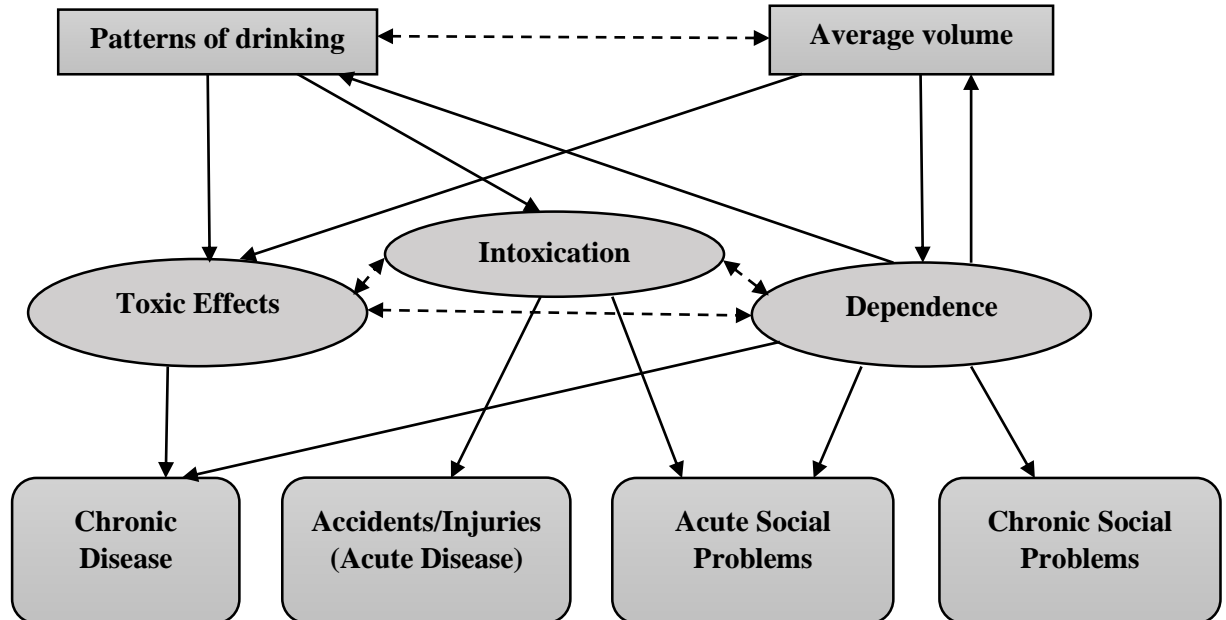 Patterns of drinking
Average volume
Intoxication
Toxic Effects
Dependence
Chronic
Disease
Accidents/Injuries
(Acute Disease)
Acute Social
Problems
Chronic Social
Problems